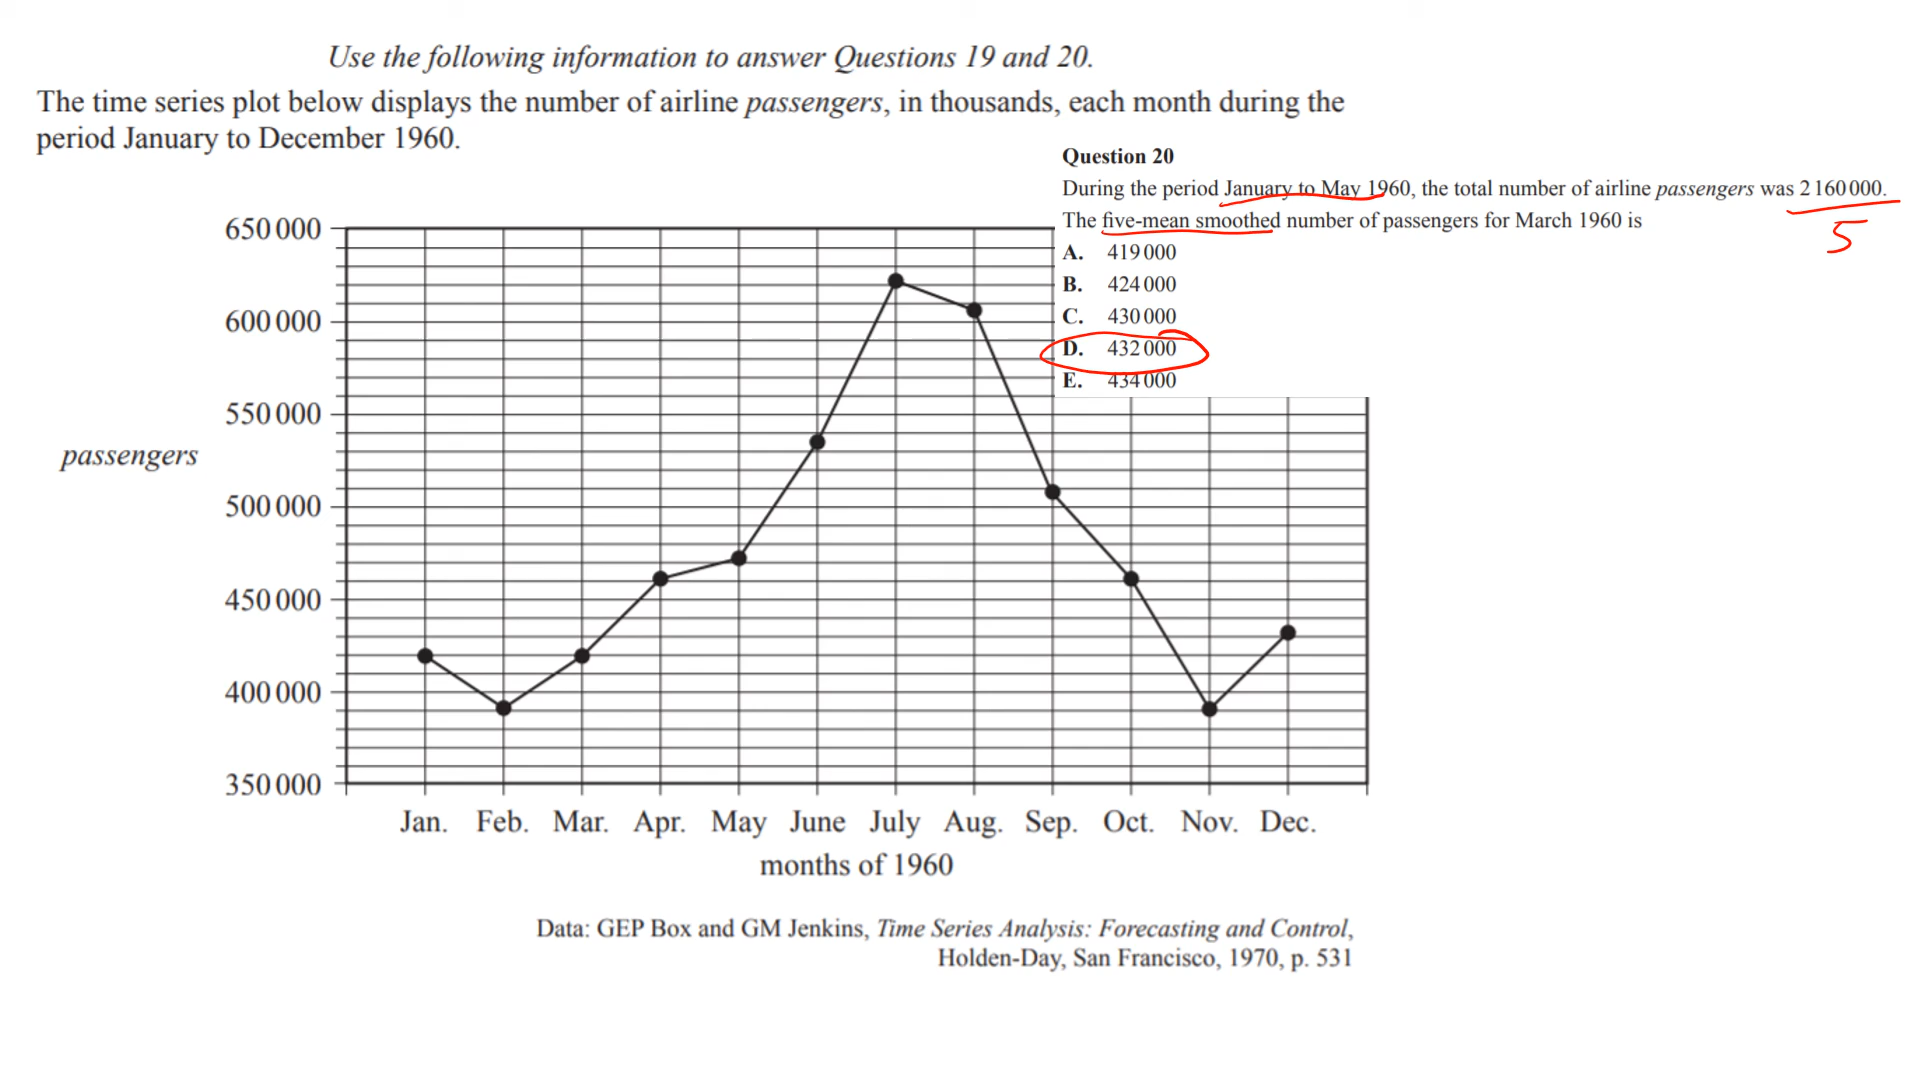 Use the following information to answer Questions 19 and 20.
The time series plot below displays the number of airline passengers, in thousands, each month during the
period January to December 1960.
Question 20
During the period January to May 1960, the total number of airline passengers was 2 160 000.
5
The five-mean smoothed number of passengers for March 1960 is
A. 419 000
B. 424 000
C. 430 000
D. 432 000
E. 434 000
650 000
600 000
550 000
passengers
500 000
450 000
400 000
350 000
Jan. Feb. Mar. Apr. May June July Aug. Sep. Oct. Nov. Dec.
months of 1960
Data: GEP Box and GM Jenkins, Time Series Analysis: Forecasting and Control,
Holden-Day, San Francisco, 1970, p. 531